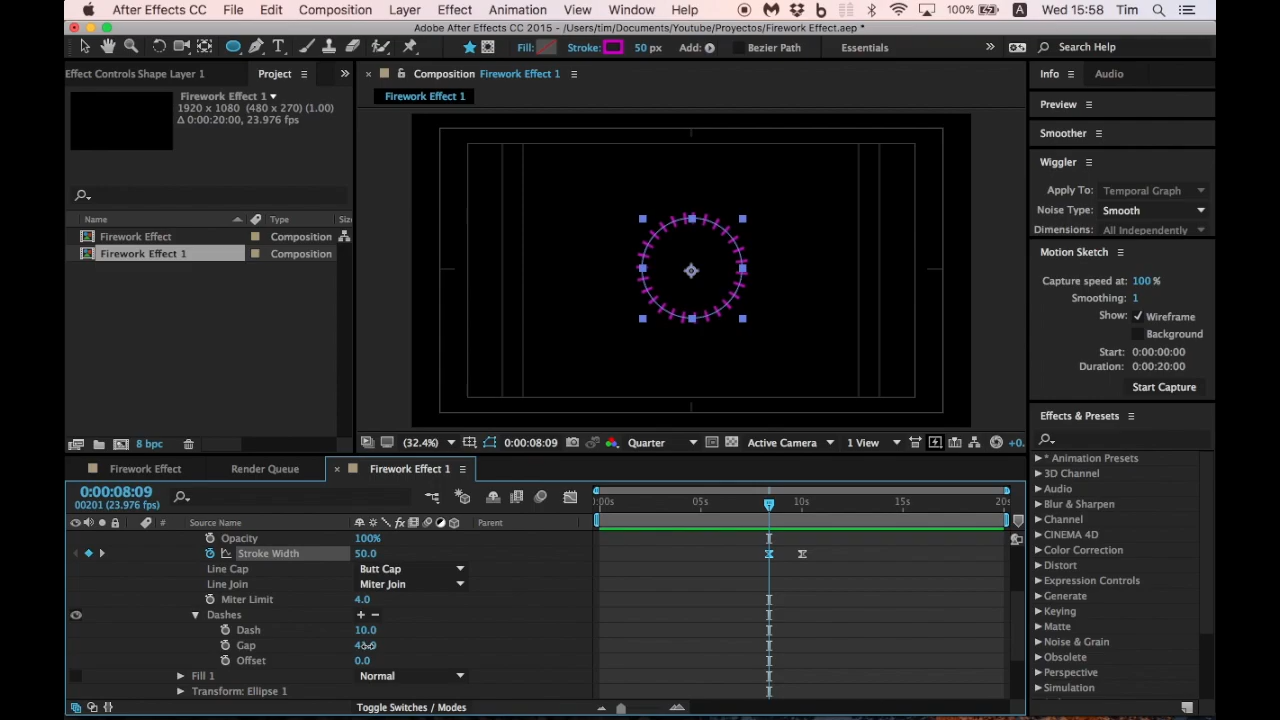 After Effects CC File Edit Composition Layer Effect Animation View Window Help 100% A Wed 15:58 Tim
Adobe After Effects CC 2015 - /Users/tim/Documents/Youtube/Proyectos/Firework Effect.aep *
Fill: Stroke: 50 px Add: Bezier Path Essentials Search Help
Effect Controls Shape Layer 1 Project
Composition Firework Effect 1
Info Audio
Firework Effect 1
1920 x 1080 (480 x 270) (1.00)
Δ 0:00:20:00, 23.976 fps
Firework Effect 1
Preview
Smoother
Wiggler
Apply To: Temporal Graph
Noise Type: Smooth
Dimensions: All Independently
Name Type Size
Firework Effect Composition
Firework Effect 1 Composition
Motion Sketch
Capture speed at: 100 %
Smoothing: 1
Show: Wireframe
Background
Start: 0:00:00:00
Duration: 0:00:20:00
Start Capture
Effects & Presets
8 bpc
(32.4%) 0:00:08:09 Quarter Active Camera 1 View +0.
* Animation Presets
3D Channel
Audio
Blur & Sharpen
Channel
CINEMA 4D
Color Correction
Distort
Expression Controls
Generate
Keying
Matte
Noise & Grain
Obsolete
Perspective
Simulation
Firework Effect Render Queue Firework Effect 1
0:00:08:09
00201 (23.976 fps)
:00s 05s 10s 15s 20s
# Source Name fx Parent
Opacity 100%
Stroke Width 50.0
Line Cap Butt Cap
Line Join Miter Join
Miter Limit 4.0
Dashes + −
Dash 10.0
Gap
Offset 0.0
Fill 1 Normal
Transform: Ellipse 1
Toggle Switches / Modes